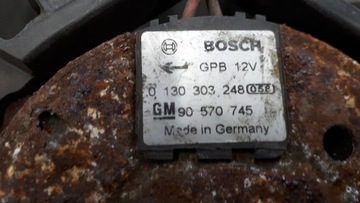 BOSCH
GPB 12V
0 130 303 248
GM 90 570 745
Made in Germany